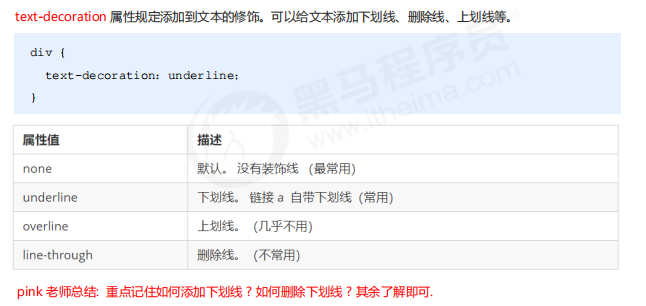 text-decoration 属性规定添加到文本的修饰。可以给文本添加下划线、删除线、上划线等。
div {
text-decoration：underline；
}
黑马程序员
www.itheima.com
属性值 描述
none 默认。 没有装饰线 (最常用)
underline 下划线。 链接 a 自带下划线 (常用)
overline 上划线。 (几乎不用)
line-through 删除线。 (不常用)
pink 老师总结: 重点记住如何添加下划线 ? 如何删除下划线 ? 其余了解即可.